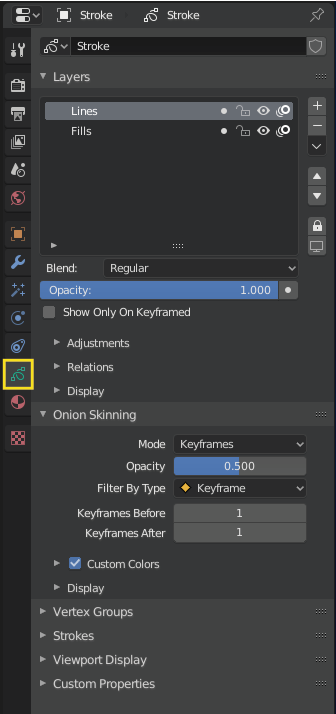 Stroke Stroke
Stroke
Layers
Lines
Fills
Blend: Regular
Opacity: 1.000
Show Only On Keyframed
Adjustments
Relations
Display
Onion Skinning
Mode Keyframes
Opacity 0.500
Filter By Type Keyframe
Keyframes Before 1
Keyframes After 1
Custom Colors
Display
Vertex Groups
Strokes
Viewport Display
Custom Properties